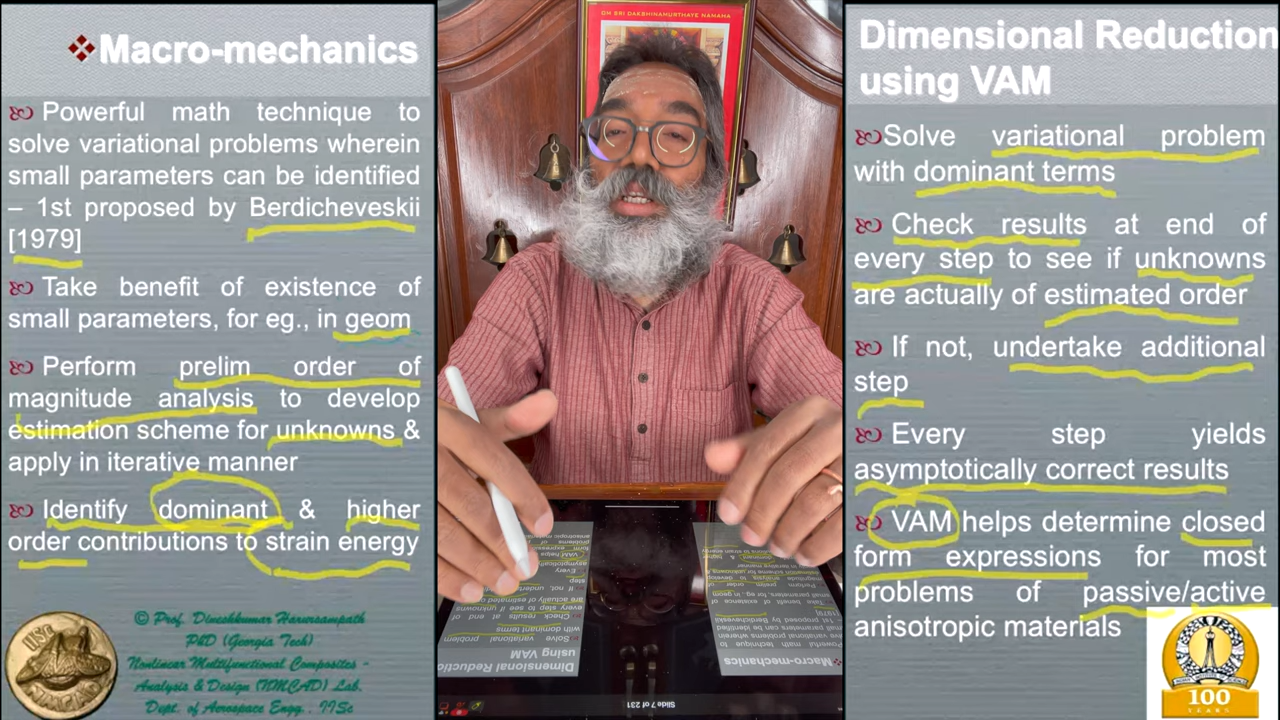 ❖Macro-mechanics
Powerful math technique to
solve variational problems wherein
small parameters can be identified
– 1st proposed by Berdicheveskii
[1979]
Take benefit of existence of
small parameters, for eg., in geom
Perform prelim order of
magnitude analysis to develop
estimation scheme for unknowns &
apply in iterative manner
Identify dominant & higher
order contributions to strain energy
© Prof. Dineshkumar Harursampath
PhD (Georgia Tech)
Nonlinear Multifunctional Composites -
Analysis & Design (NMCAD) Lab.
Dept. of Aerospace Engg., IISc
OM SRI DAKSHINAMURTHAYE NAMAHA
Slide 7 of 231
Dimensional Reduction
using VAM
Solve variational problem
with dominant terms
Check results at end of
every step to see if unknowns
are actually of estimated order
If not, undertake additional
step
Every step yields
asymptotically correct results
VAM helps determine closed
form expressions for most
problems of passive/active
anisotropic materials
100
YEARS